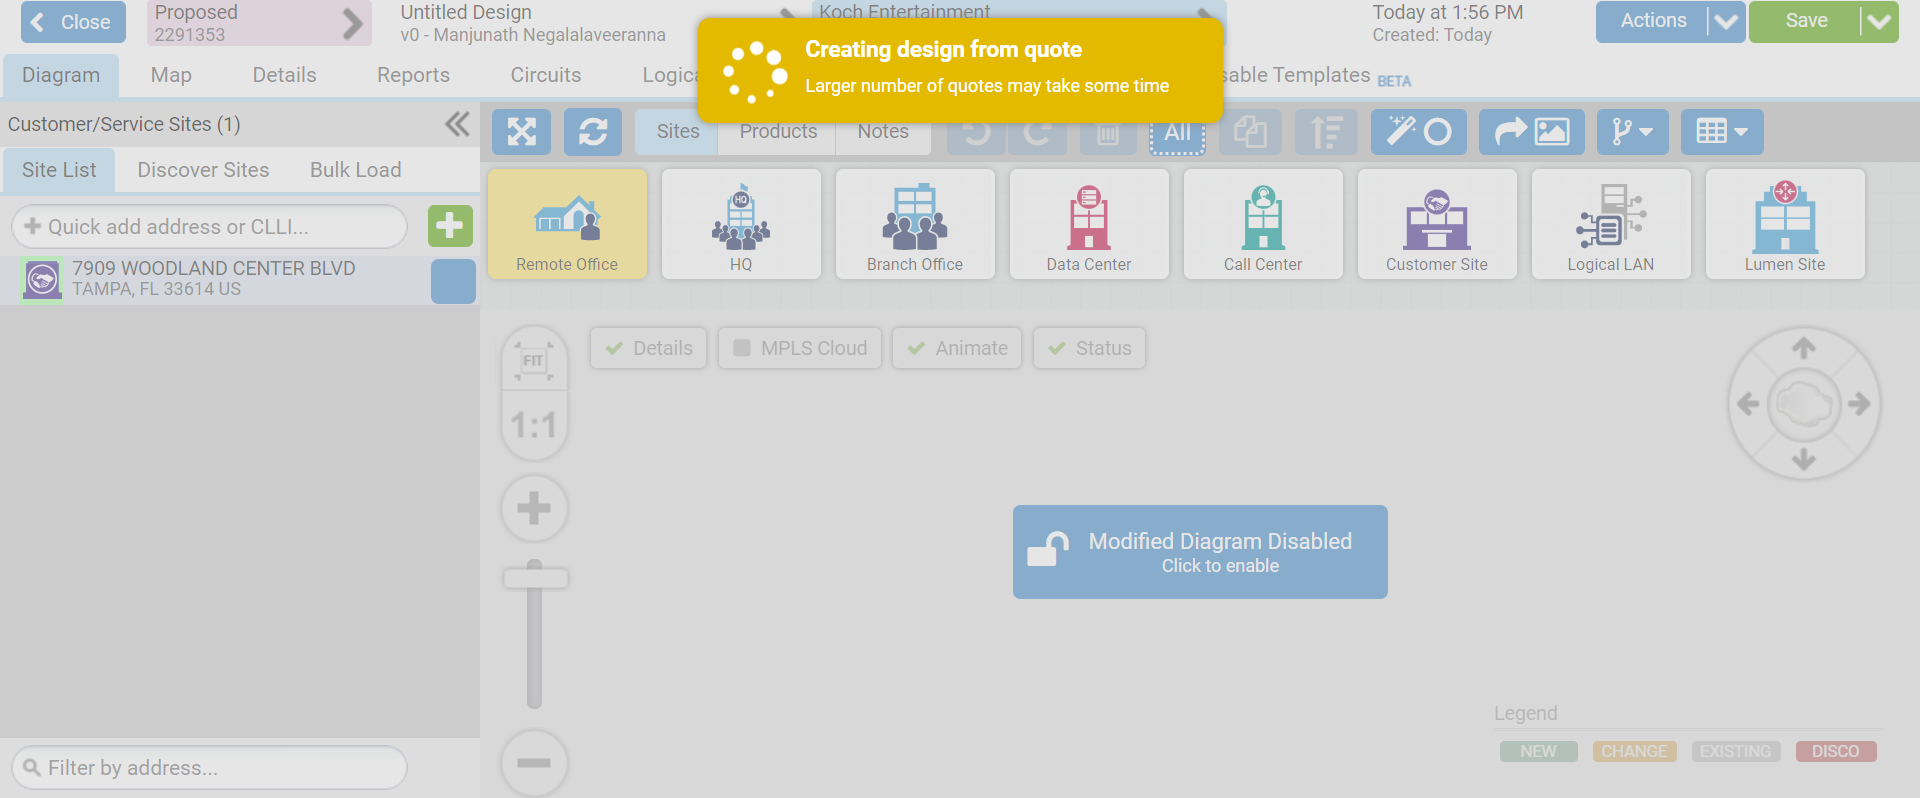 Close
Proposed
2291353
Untitled Design
v0 - Manjunath Negalalaveeranna
Koch Entertainment
Today at 1:56 PM
Created: Today
Actions
Save
Creating design from quote
Larger number of quotes may take some time
Diagram
Map
Details
Reports
Circuits
Logica
sable Templates
BETA
Customer/Service Sites (1)
Sites
Products
Notes
All
Site List
Discover Sites
Bulk Load
Quick add address or CLLI...
7909 WOODLAND CENTER BLVD
TAMPA, FL 33614 US
Remote Office
HQ
HQ
Branch Office
Data Center
Call Center
Customer Site
Logical LAN
Lumen Site
FIT
1:1
Details
MPLS Cloud
Animate
Status
Modified Diagram Disabled
Click to enable
Legend
NEW
CHANGE
EXISTING
DISCO
Filter by address...